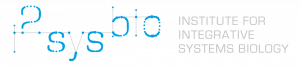 i2sysbio
INSTITUTE FOR
INTEGRATIVE
SYSTEMS BIOLOGY